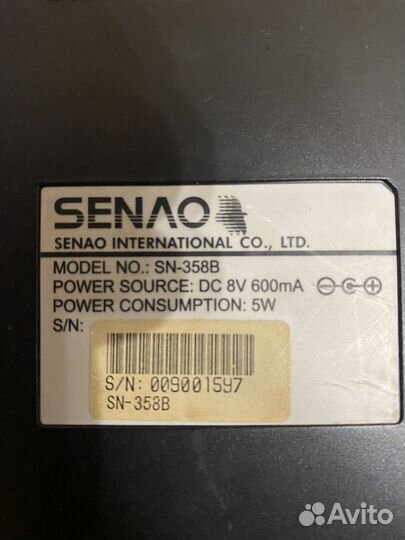 SENAO
SENAO INTERNATIONAL CO., LTD.
MODEL NO.: SN-358B
POWER SOURCE: DC 8V 600mA
POWER CONSUMPTION: 5W
S/N:
S/N: 009001597
SN-358B
Avito